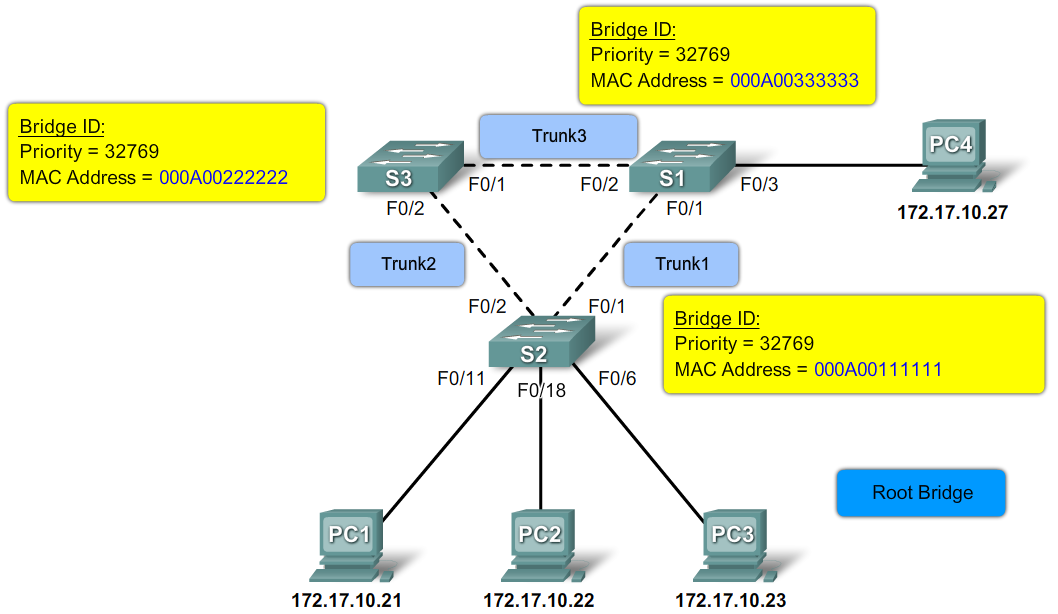 Bridge ID:
Priority = 32769
MAC Address = 000A00333333
Bridge ID:
Priority = 32769
MAC Address = 000A00222222
Trunk3
PC4
S3
F0/1
F0/2
S1
F0/3
F0/2
F0/1
172.17.10.27
Trunk2
Trunk1
F0/2
F0/1
Bridge ID:
Priority = 32769
MAC Address = 000A00111111
S2
F0/11
F0/18
F0/6
Root Bridge
PC1
PC2
PC3
172.17.10.21
172.17.10.22
172.17.10.23